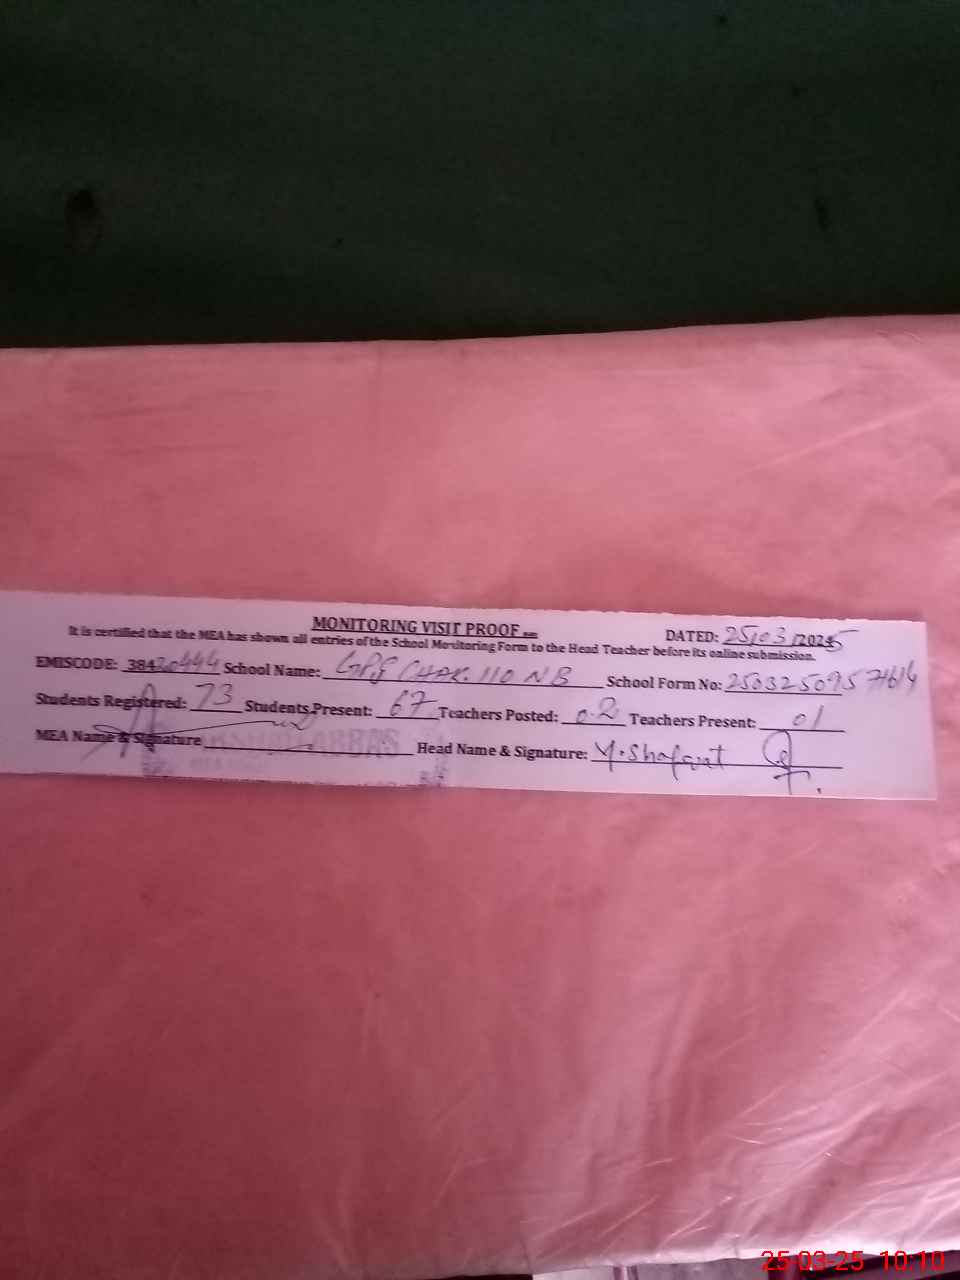 MONITORING VISIT PROOF DATED: 25/03/2025
It is certified that the MEA has shown all entries of the School Monitoring Form to the Head Teacher before its online submission.
EMISCODE: 38420444 School Name: GPS CHAK. 110 NB School Form No:
Students Registered: 73 Students Present: 67 Teachers Posted: 02 Teachers Present: 01
MEA Name & Signature ABBAS Head Name & Signature: M. Shafaat
25-03-25 10:10